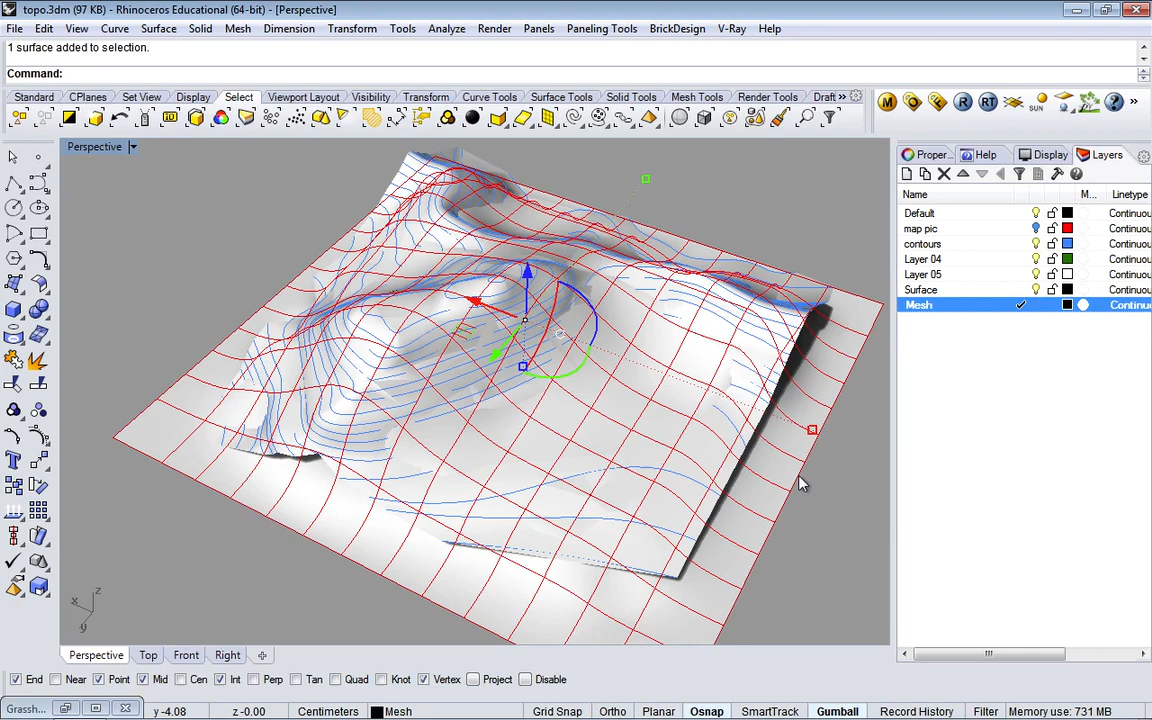 topo.3dm (97 KB) - Rhinoceros Educational (64-bit) - [Perspective]
File Edit View Curve Surface Solid Mesh Dimension Transform Tools Analyze Render Panels Paneling Tools BrickDesign V-Ray Help
1 surface added to selection.
Command:
Standard CPlanes Set View Display Select Viewport Layout Visibility Transform Curve Tools Surface Tools Solid Tools Mesh Tools Render Tools Draft »
M R RT SUN »
Perspective
Proper... Help Display Layers
Name M... Linetype
Default Continuou
map pic Continuou
contours Continuou
Layer 04 Continuou
Layer 05 Continuou
Surface Continuou
Mesh Continuou
z
x
y
Perspective Top Front Right
End Near Point Mid Cen Int Perp Tan Quad Knot Vertex Project Disable
Grassh... y -4.08 z -0.00 Centimeters Mesh Grid Snap Ortho Planar Osnap SmartTrack Gumball Record History Filter Memory use: 731 MB